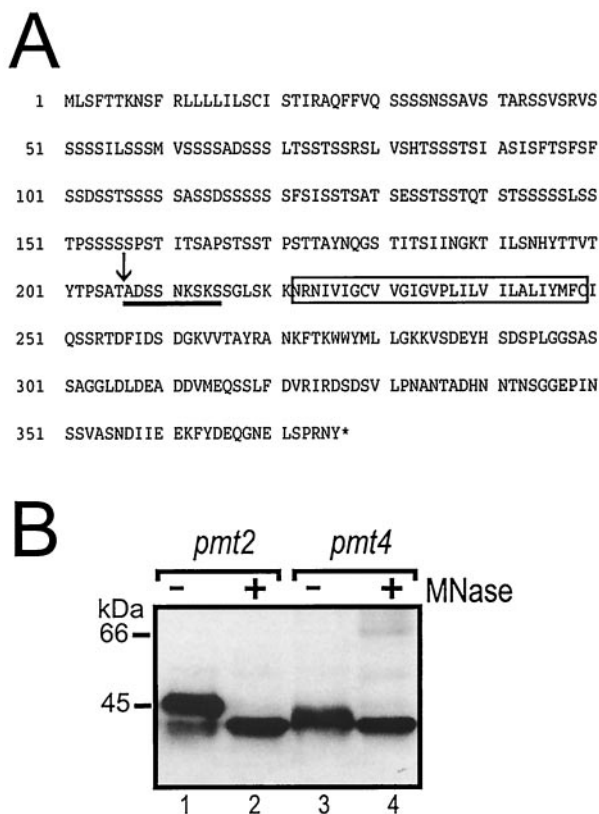 A
1 MLSFTTKNSF RLLLLILSCI STIRAQFFVQ SSSSNSSAVS TARSSVSRVS
51 SSSSILSSSM VSSSSADSSS LTSSTSSRSL VSHTSSSTSI ASISFTSFSF
101 SSDSSTSSSS SASSDSSSSS SFSISSTSAT SESSTSSTQT STSSSSSLSS
151 TPSSSSSPST ITSAPSTSST PSTTAYNQGS TITSIINGKT ILSNHYTTVT
201 YTPSATADSS NKSKSSGLSK KNRNIVIGCV VGIGVPLILV ILALIYMFCI
251 QSSRTDFIDS DGKVVTAYRA NKFTKWWYML LGKKVSDEYH SDSPLGGSAS
301 SAGGLDLDEA DDVMEQSSLF DVRIRDSDSV LPNANTADHN NTNSGGEPIN
351 SSVASNDIIE EKFYDEQGNE LSPRNY*
B
pmt2 pmt4
- + - + MNase
kDa
66
45
1 2 3 4